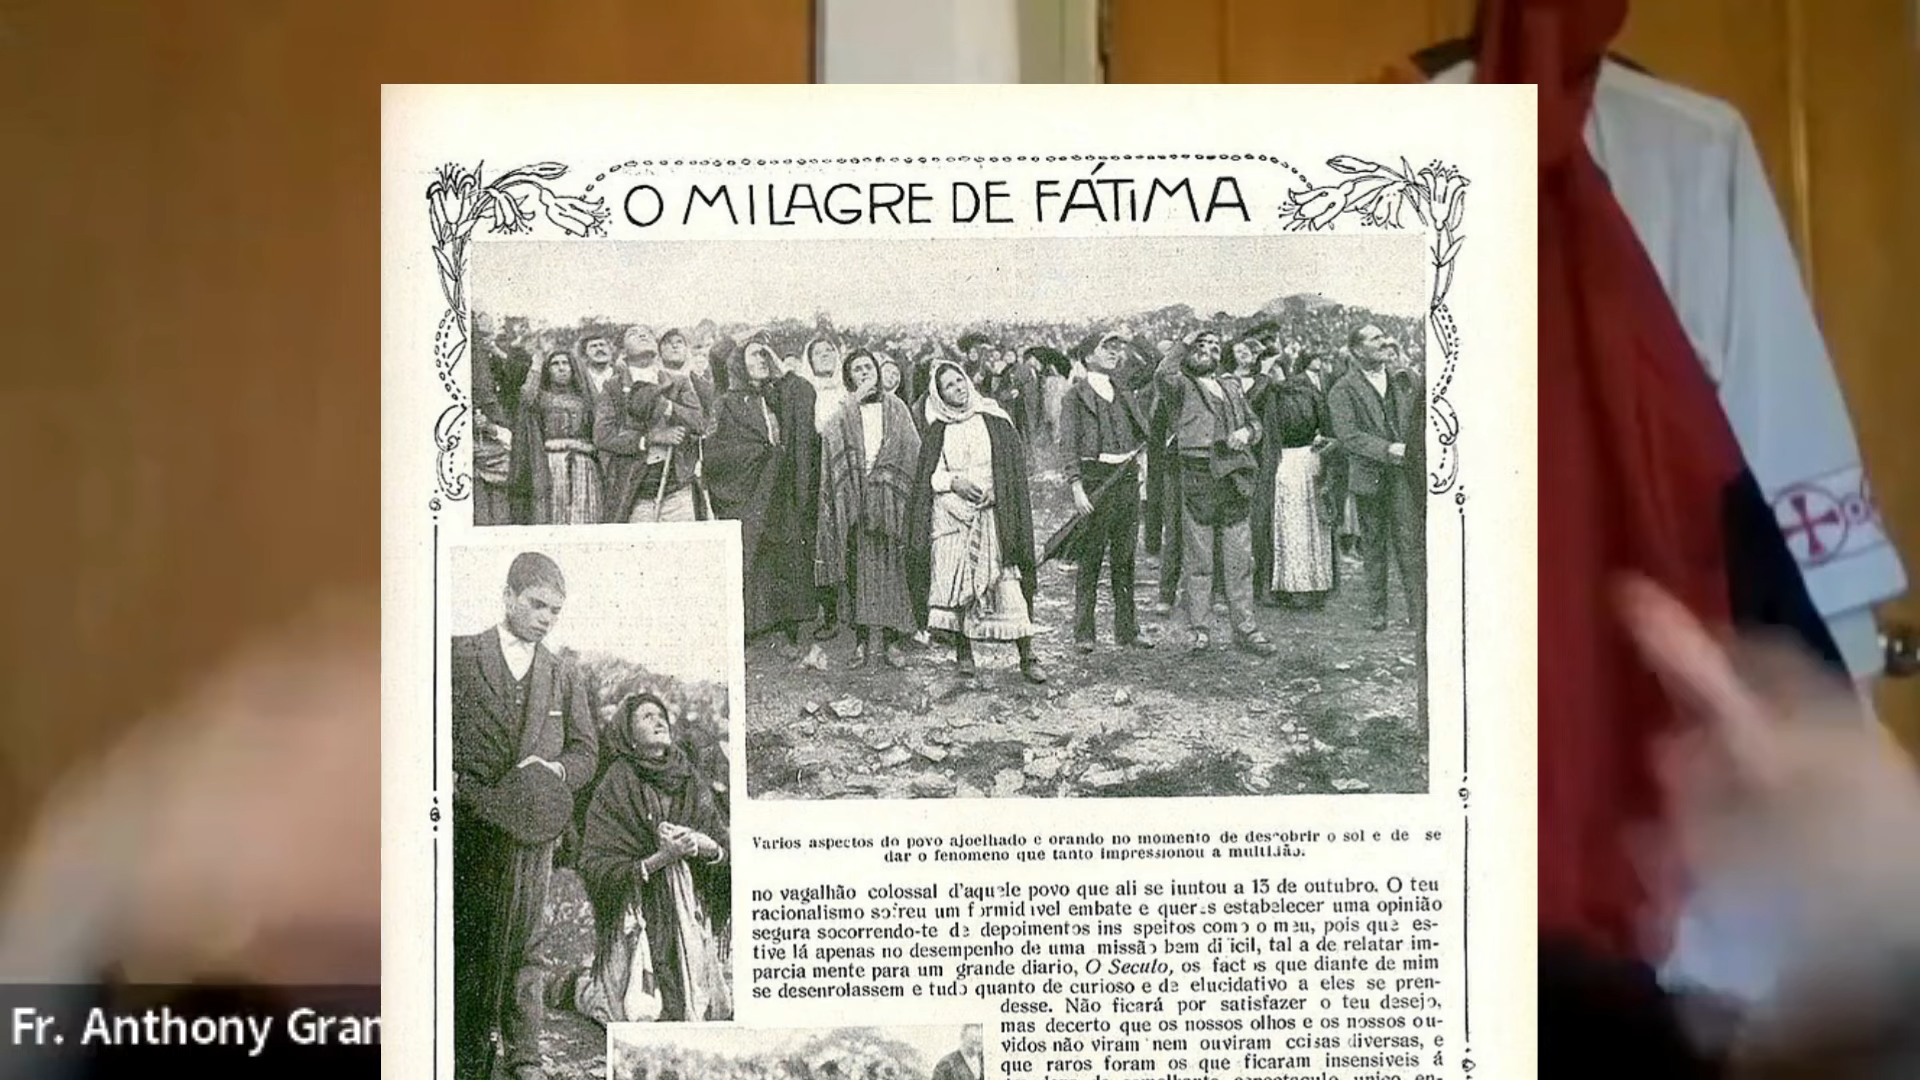 O MILAGRE DE FÁTIMA
Varios aspectos do povo ajoelhado e orando no momento de descobrir o sol e de se
dar o fenomeno que tanto impressionou a multidão.
no vagalhão colossal d'aquele povo que ali se juntou a 13 de outubro. O teu
racionalismo sofreu um formidavel embate e queres estabelecer uma opinião
segura socorrendo-te de depoimentos insuspeitos como o meu, pois que es-
tive lá apenas no desempenho de uma missão bem dificil, tal a de relatar im-
parcialmente para um grande diario, O Seculo, os factos que diante de mim
se desenrolassem e tudo quanto de curioso e de elucidativo a eles se pren-
desse. Não ficará por satisfazer o teu desejo,
mas decerto que os nossos olhos e os nossos ou-
vidos não viram nem ouviram coisas diversas, e
que raros foram os que ficaram insensiveis á
Fr. Anthony Gram